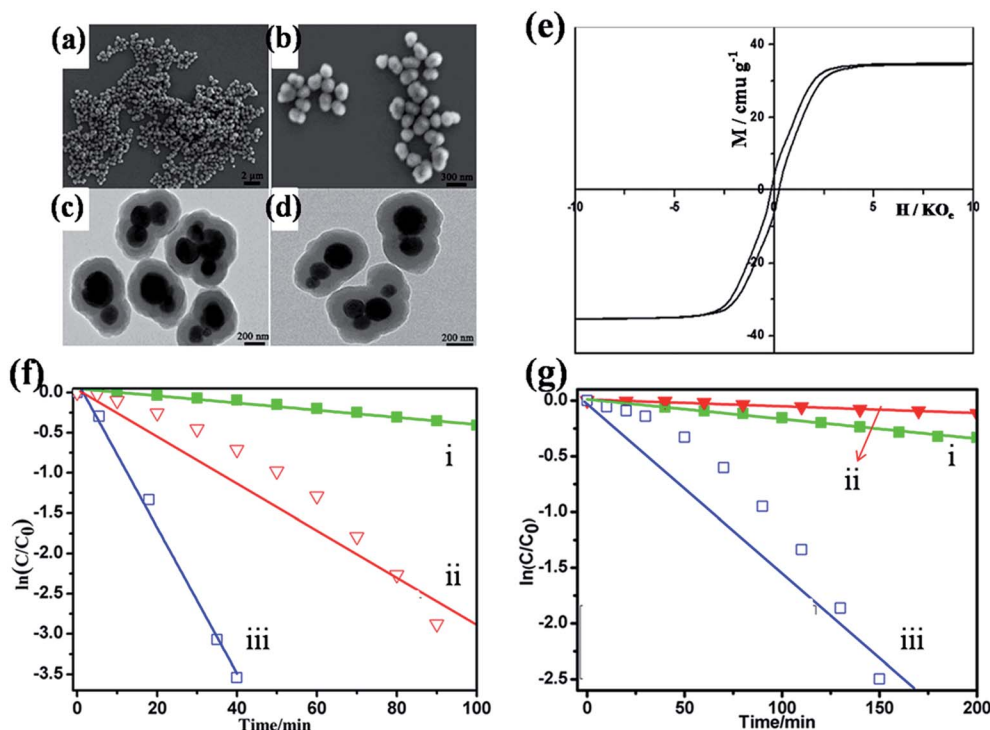 (a)
2 μm
(b)
300 nm
(c)
200 nm
(d)
200 nm
(e)
M / cmu g-1
40
20
0
-20
-40
-10
-5
0
5
10
H / KOe
(f)
ln(C/C0)
0.0
-0.5
-1.0
-1.5
-2.0
-2.5
-3.0
-3.5
i
ii
iii
0
20
40
60
80
100
Time/min
(g)
ln(C/C0)
0.0
-0.5
-1.0
-1.5
-2.0
-2.5
i
ii
iii
0
50
100
150
200
Time/min